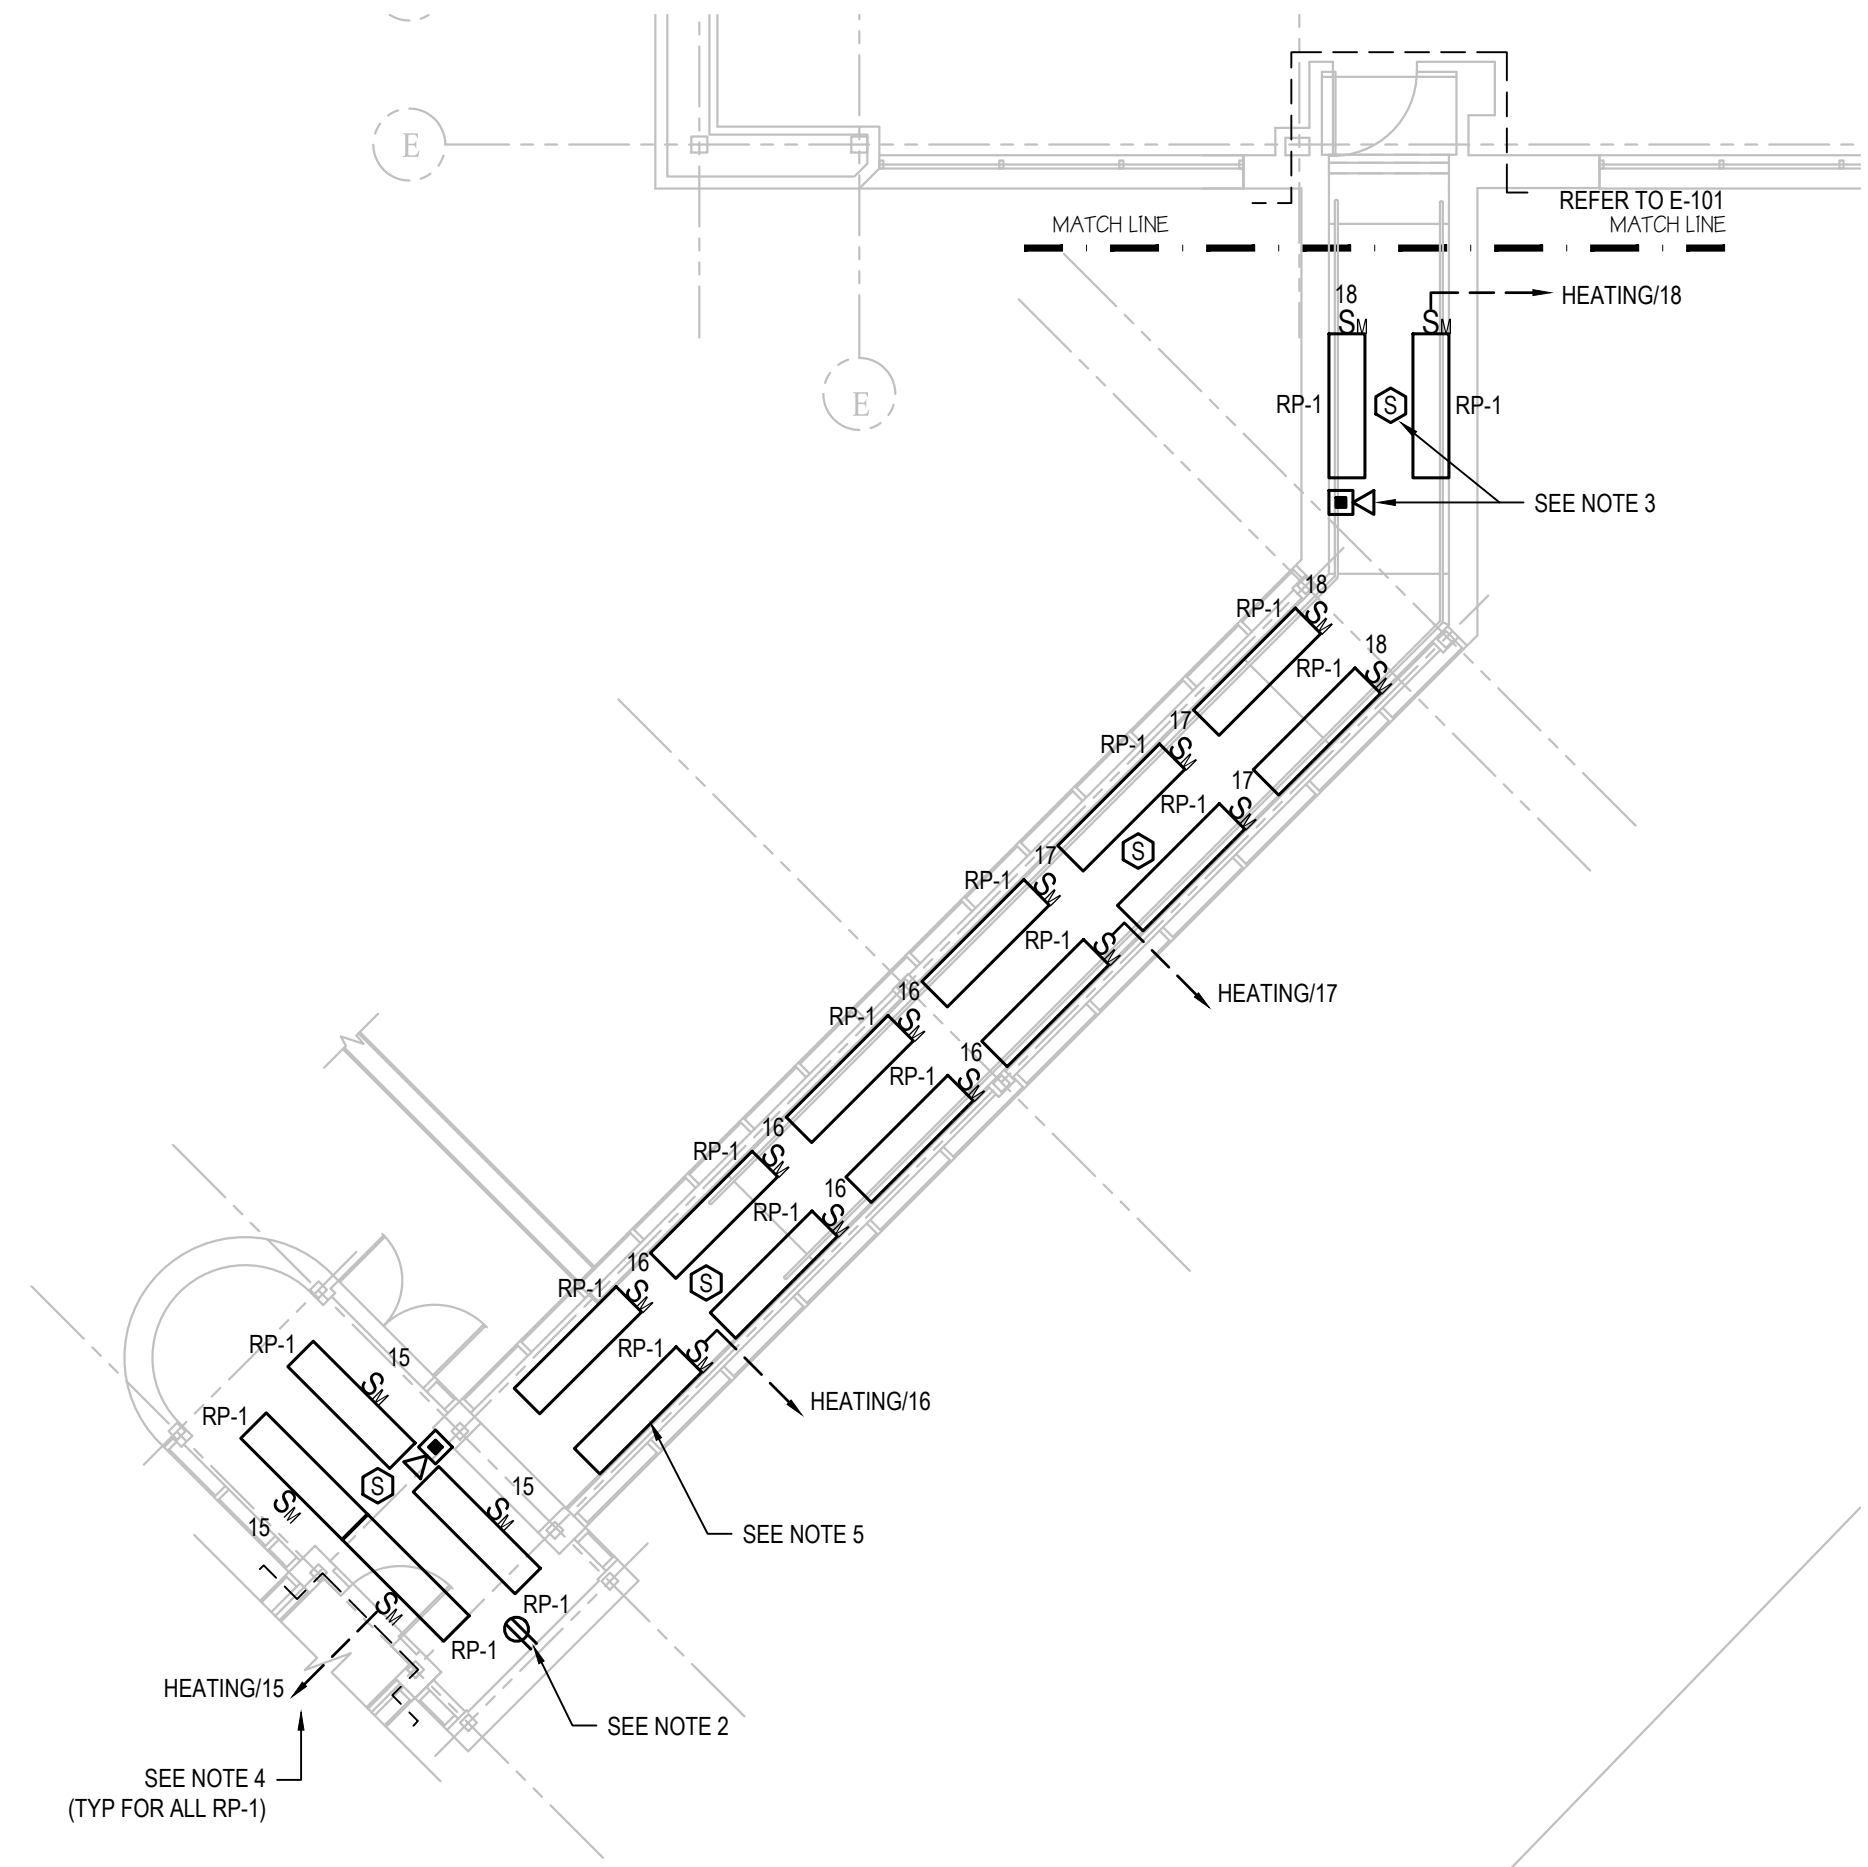 E
REFER TO E-101
MATCH LINE
MATCH LINE
18
HEATING/18
SM
SM
E
RP-1
S
RP-1
SEE NOTE 3
18
RP-1
SM
18
RP-1
SM
17
RP-1
SM
17
RP-1
SM
S
17
RP-1
SM
RP-1
SM
HEATING/17
16
RP-1
SM
16
RP-1
SM
16
RP-1
SM
16
RP-1
SM
16
S
RP-1
SM
RP-1
SM
RP-1
15
SM
HEATING/16
RP-1
S
15
SM
SM
15
SEE NOTE 5
SM
RP-1
RP-1
HEATING/15
SEE NOTE 2
SEE NOTE 4
(TYP FOR ALL RP-1)